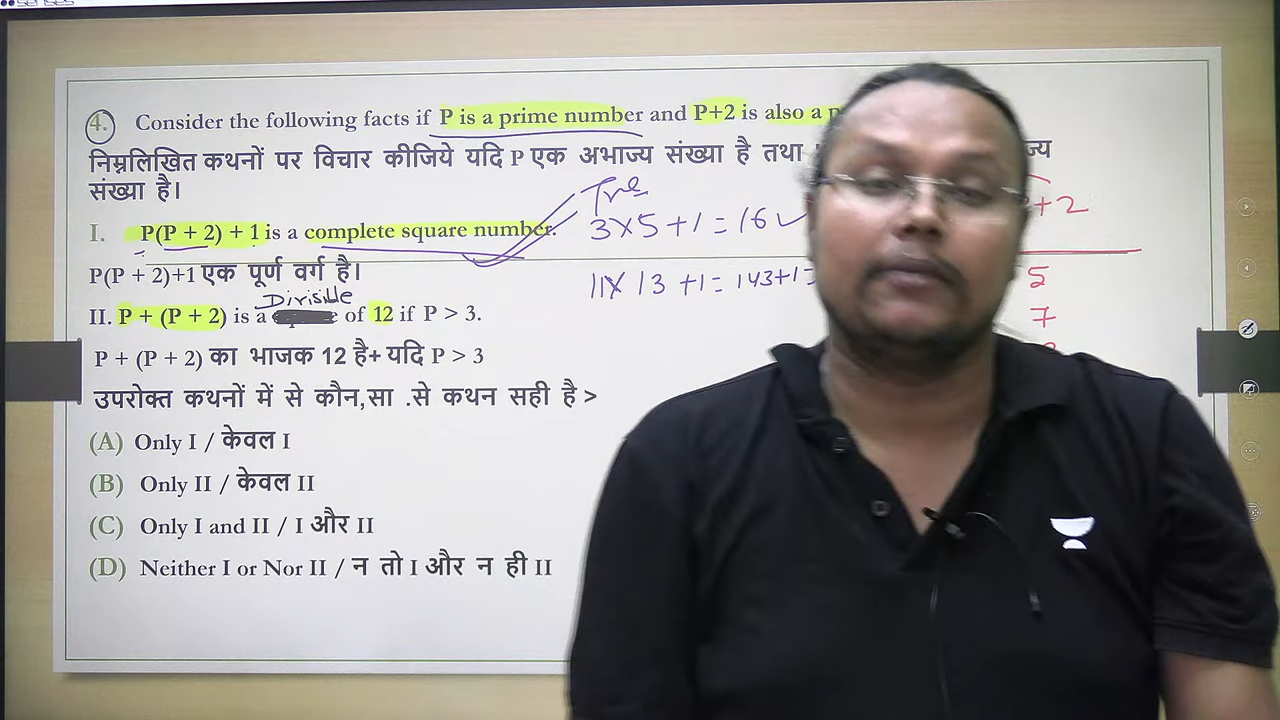 4. Consider the following facts if P is a prime number and P+2 is also a
निम्नलिखित कथनों पर विचार कीजिये यदि P एक अभाज्य संख्या है तथा
संख्या है।
I. P(P + 2) + 1 is a complete square number.
True
3×5+1=16
P(P + 2)+1 एक पूर्ण वर्ग है।
11× 13 +1= 143+1=
Divisible
II. P + (P + 2) is a of 12 if P > 3.
P + (P + 2) का भाजक 12 है+ यदि P > 3
उपरोक्त कथनों में से कौन,सा .से कथन सही है >
(A) Only I / केवल I
(B) Only II / केवल II
(C) Only I and II / I और II
(D) Neither I or Nor II / न तो I और न ही II
+2
5
7